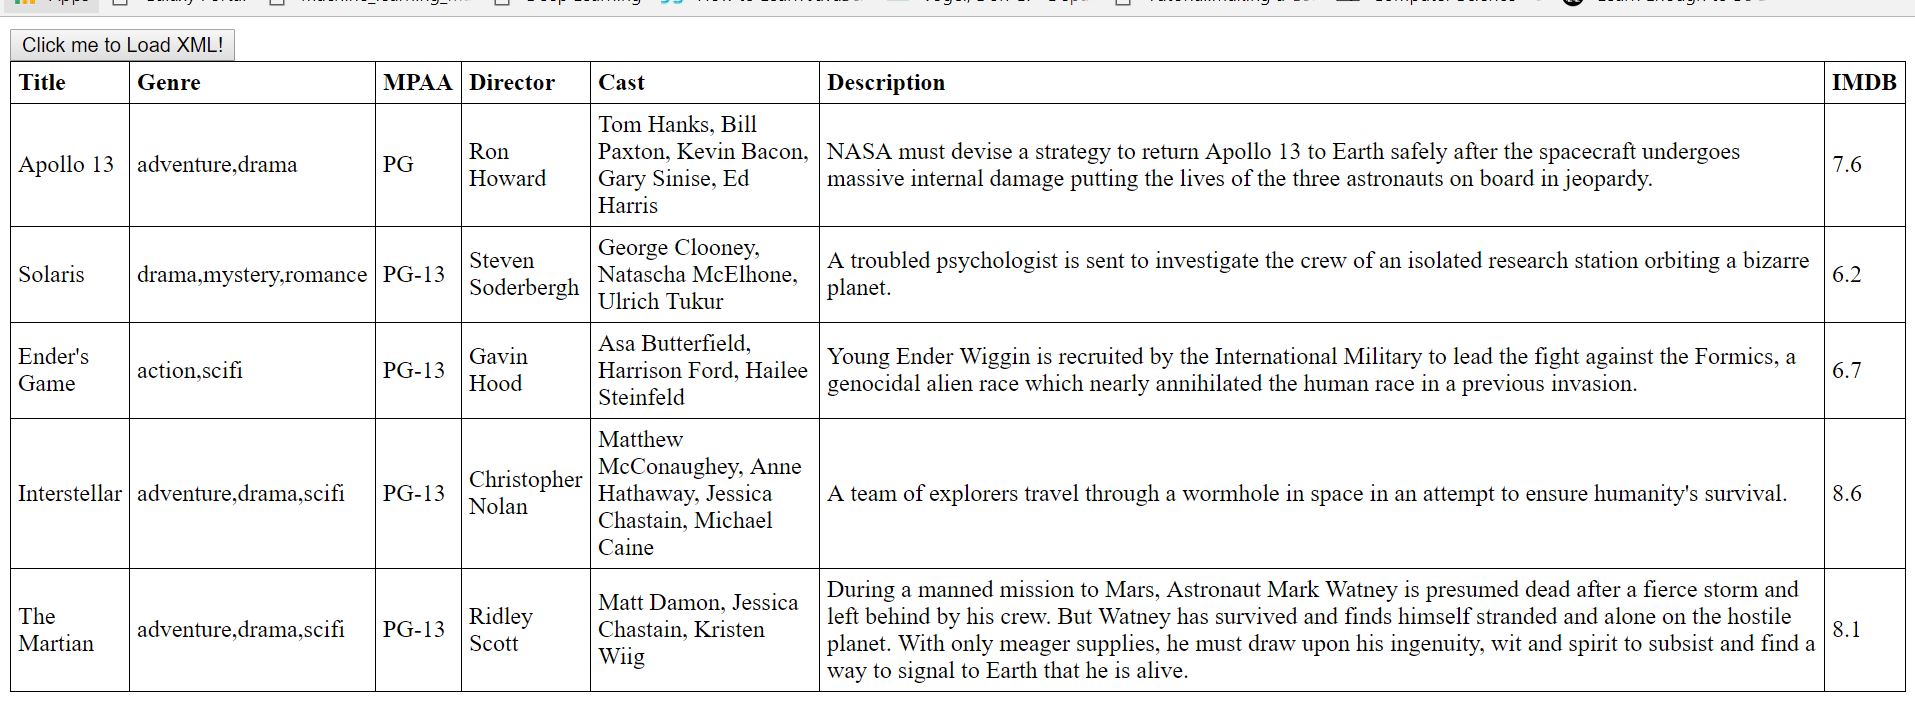 Click me to Load XML!
Title Genre MPAA Director Cast Description IMDB
Apollo 13
adventure,drama
PG
Ron
Howard
Tom Hanks, Bill
Paxton, Kevin Bacon,
Gary Sinise, Ed
Harris
NASA must devise a strategy to return Apollo 13 to Earth safely after the spacecraft undergoes
massive internal damage putting the lives of the three astronauts on board in jeopardy.
7.6
Solaris
drama,mystery,romance
PG-13
Steven
Soderbergh
George Clooney,
Natascha McElhone,
Ulrich Tukur
A troubled psychologist is sent to investigate the crew of an isolated research station orbiting a bizarre
planet.
6.2
Ender's
Game
action,scifi
PG-13
Gavin
Hood
Asa Butterfield,
Harrison Ford, Hailee
Steinfeld
Young Ender Wiggin is recruited by the International Military to lead the fight against the Formics, a
genocidal alien race which nearly annihilated the human race in a previous invasion.
6.7
Interstellar
adventure,drama,scifi
PG-13
Christopher
Nolan
Matthew
McConaughey, Anne
Hathaway, Jessica
Chastain, Michael
Caine
A team of explorers travel through a wormhole in space in an attempt to ensure humanity's survival.
8.6
The
Martian
adventure,drama,scifi
PG-13
Ridley
Scott
Matt Damon, Jessica
Chastain, Kristen
Wiig
During a manned mission to Mars, Astronaut Mark Watney is presumed dead after a fierce storm and
left behind by his crew. But Watney has survived and finds himself stranded and alone on the hostile
planet. With only meager supplies, he must draw upon his ingenuity, wit and spirit to subsist and find a
way to signal to Earth that he is alive.
8.1